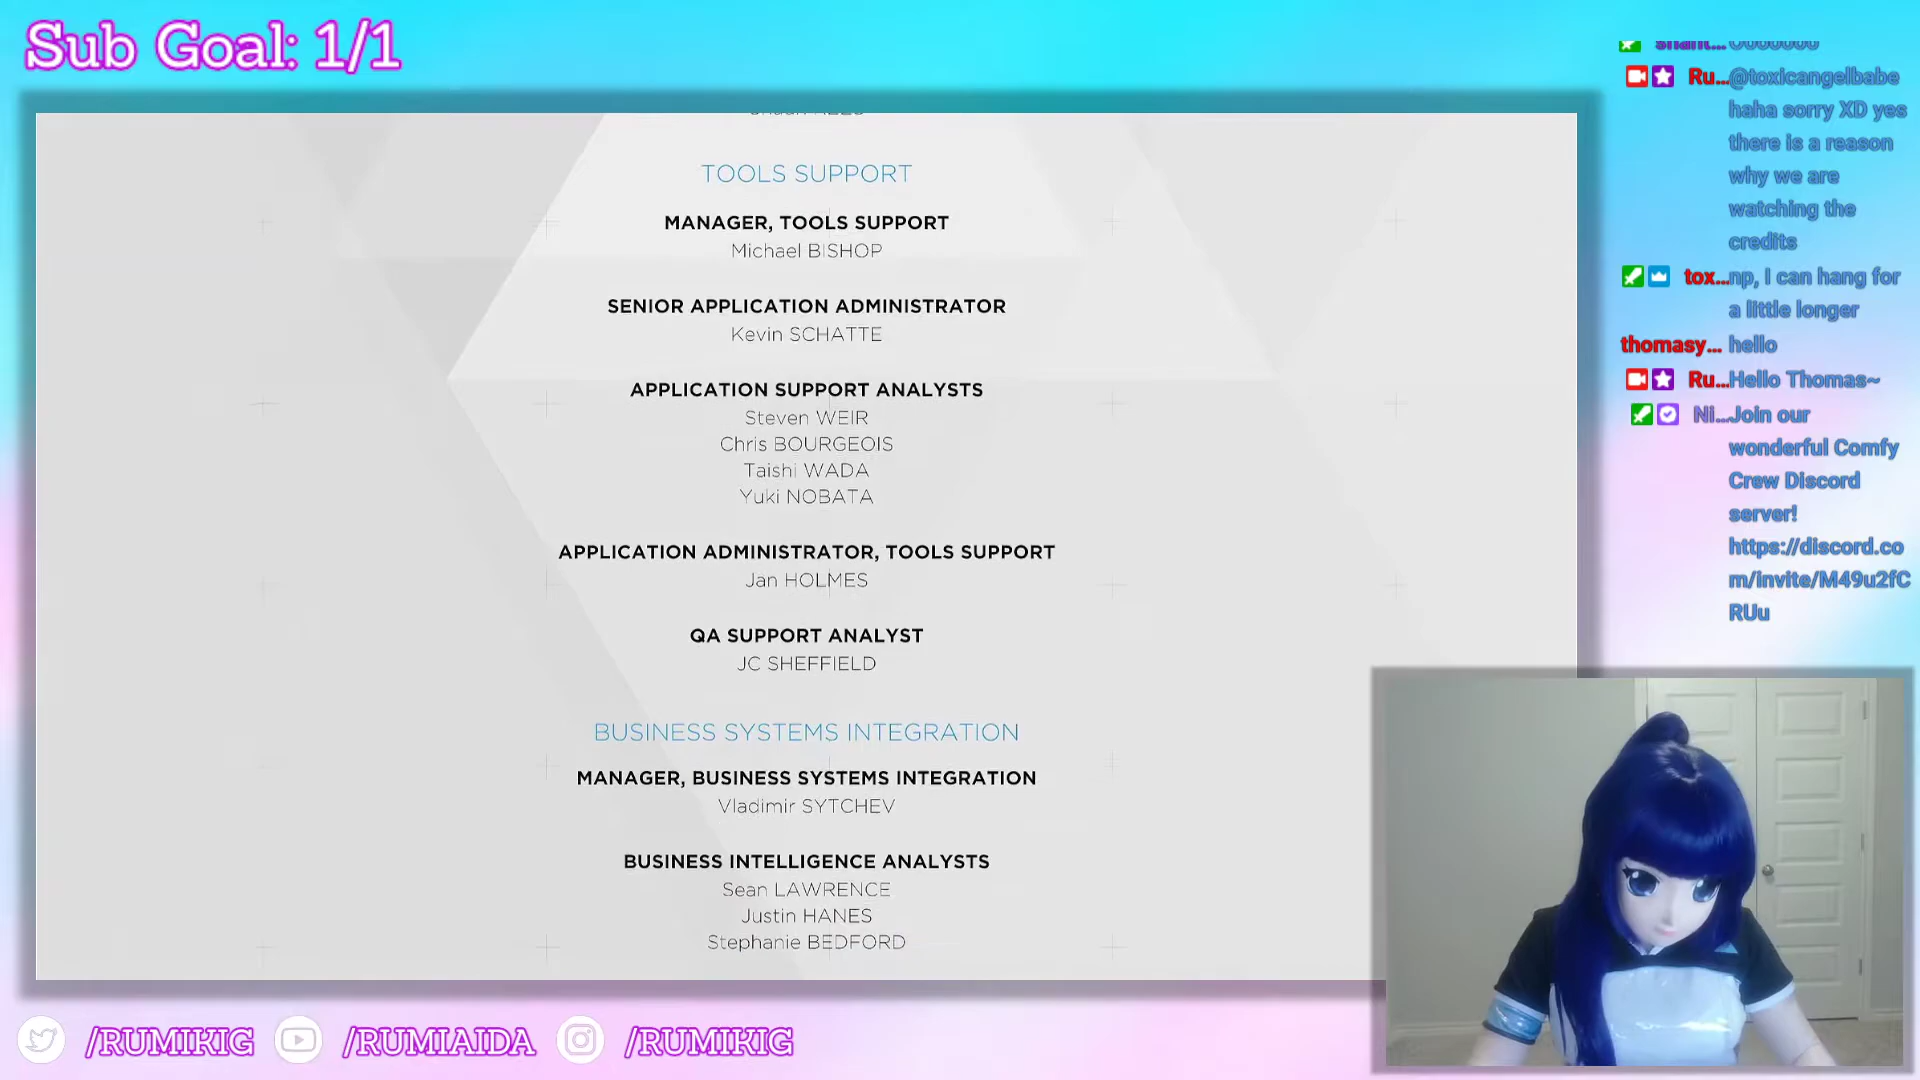 Sub Goal: 1/1
TOOLS SUPPORT
MANAGER, TOOLS SUPPORT
Michael BISHOP
SENIOR APPLICATION ADMINISTRATOR
Kevin SCHATTE
APPLICATION SUPPORT ANALYSTS
Steven WEIR
Chris BOURGEOIS
Taishi WADA
Yuki NOBATA
APPLICATION ADMINISTRATOR, TOOLS SUPPORT
Jan HOLMES
QA SUPPORT ANALYST
JC SHEFFIELD
BUSINESS SYSTEMS INTEGRATION
MANAGER, BUSINESS SYSTEMS INTEGRATION
Vladimir SYTCHEV
BUSINESS INTELLIGENCE ANALYSTS
Sean LAWRENCE
Justin HANES
Stephanie BEDFORD
Ru... @toxicangelbabe
haha sorry XD yes
there is a reason
why we are
watching the
credits
tox... np, I can hang for
a little longer
thomasy... hello
Ru... Hello Thomas~
Ni... Join our
wonderful Comfy
Crew Discord
server!
https://discord.co
m/invite/M49u2fC
RUu
/RUMIKIG /RUMIAIDA /RUMIKIG